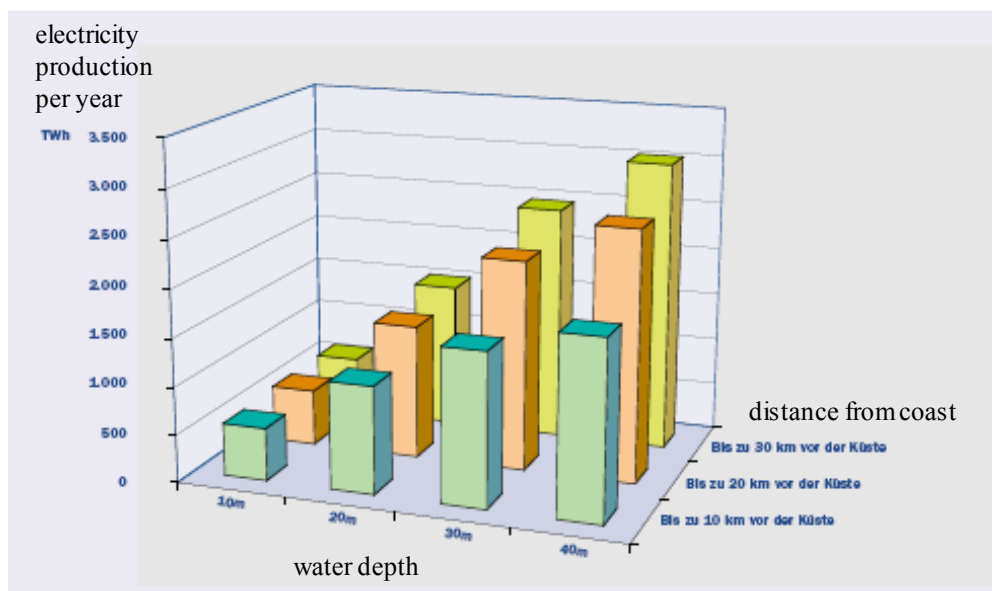 electricity
production
per year
TWh 3.500
3.000
2.500
2.000
1.500
1.000
500
0
10m
20m
30m
40m
distance from coast
Bis zu 30 km vor der Küste
Bis zu 20 km vor der Küste
Bis zu 10 km vor der Küste
water depth